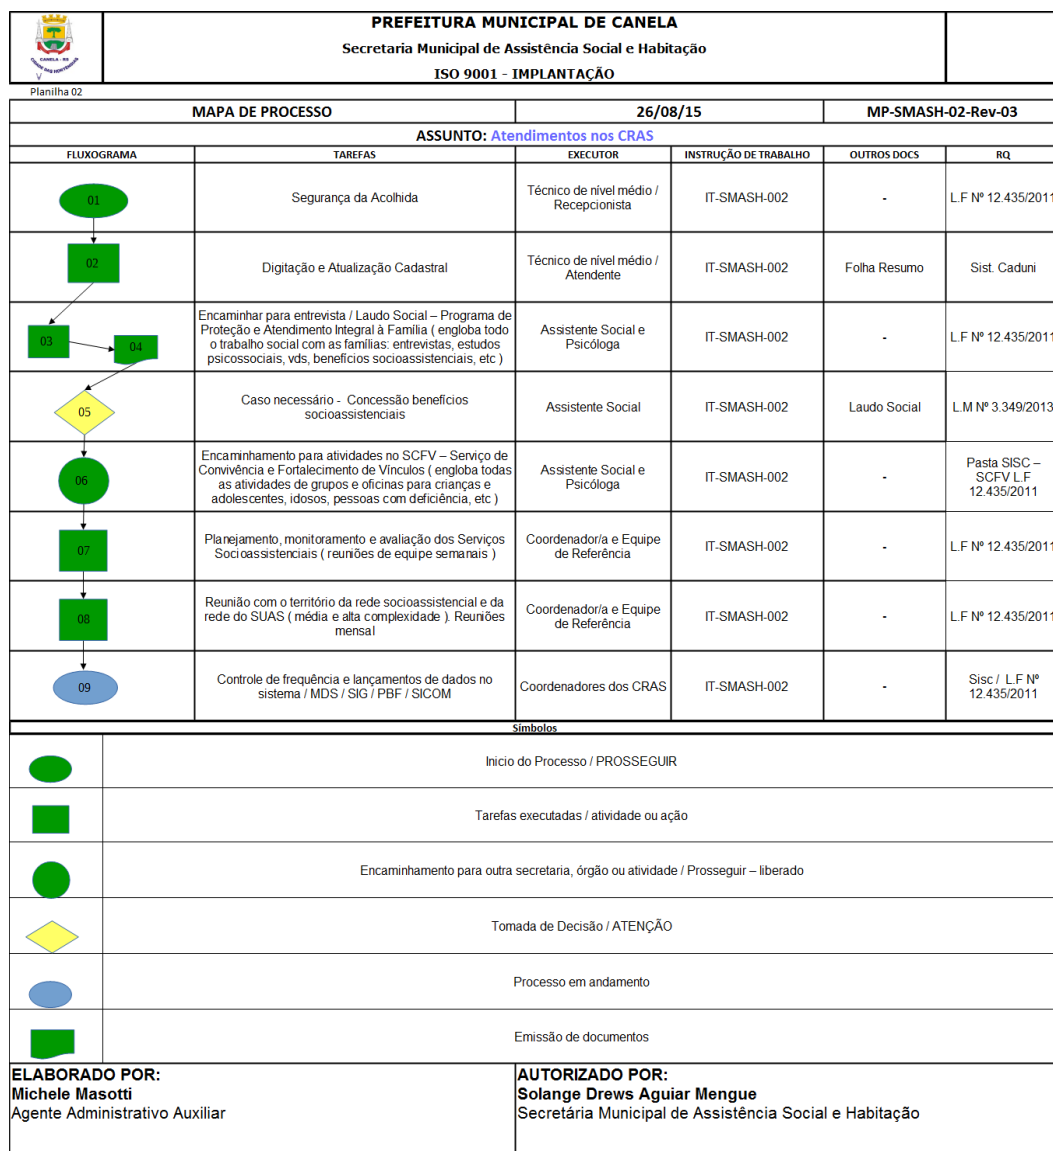 PREFEITURA MUNICIPAL DE CANELA
Secretaria Municipal de Assistência Social e Habitação
ISO 9001 - IMPLANTAÇÃO
CANELA - RS
CIDADE DAS HORTÊNSIAS
Planilha 02
MAPA DE PROCESSO 26/08/15 MP-SMASH-02-Rev-03
ASSUNTO: Atendimentos nos CRAS
FLUXOGRAMA TAREFAS EXECUTOR INSTRUÇÃO DE TRABALHO OUTROS DOCS RQ
01
Segurança da Acolhida
Técnico de nível médio /
Recepcionista
IT-SMASH-002
-
L.F Nº 12.435/2011
02
Digitação e Atualização Cadastral
Técnico de nível médio /
Atendente
IT-SMASH-002
Folha Resumo
Sist. Caduni
03
04
Encaminhar para entrevista / Laudo Social – Programa de
Proteção e Atendimento Integral à Família ( engloba todo
o trabalho social com as famílias: entrevistas, estudos
psicossociais, vds, benefícios socioassistenciais, etc )
Assistente Social e
Psicóloga
IT-SMASH-002
-
L.F Nº 12.435/2011
05
Caso necessário - Concessão benefícios
socioassistenciais
Assistente Social
IT-SMASH-002
Laudo Social
L.M Nº 3.349/2013
06
Encaminhamento para atividades no SCFV – Serviço de
Convivência e Fortalecimento de Vínculos ( engloba todas
as atividades de grupos e oficinas para crianças e
adolescentes, idosos, pessoas com deficiência, etc )
Assistente Social e
Psicóloga
IT-SMASH-002
-
Pasta SISC –
SCFV L.F
12.435/2011
07
Planejamento, monitoramento e avaliação dos Serviços
Socioassistenciais ( reuniões de equipe semanais )
Coordenador/a e Equipe
de Referência
IT-SMASH-002
-
L.F Nº 12.435/2011
08
Reunião com o território da rede socioassistencial e da
rede do SUAS ( média e alta complexidade ). Reuniões
mensal
Coordenador/a e Equipe
de Referência
IT-SMASH-002
-
L.F Nº 12.435/2011
09
Controle de frequência e lançamentos de dados no
sistema / MDS / SIG / PBF / SICOM
Coordenadores dos CRAS
IT-SMASH-002
-
Sisc / L.F Nº
12.435/2011
Símbolos
Inicio do Processo / PROSSEGUIR
Tarefas executadas / atividade ou ação
Encaminhamento para outra secretaria, órgão ou atividade / Prosseguir – liberado
Tomada de Decisão / ATENÇÃO
Processo em andamento
Emissão de documentos
ELABORADO POR:
Michele Masotti
Agente Administrativo Auxiliar
AUTORIZADO POR:
Solange Drews Aguiar Mengue
Secretária Municipal de Assistência Social e Habitação